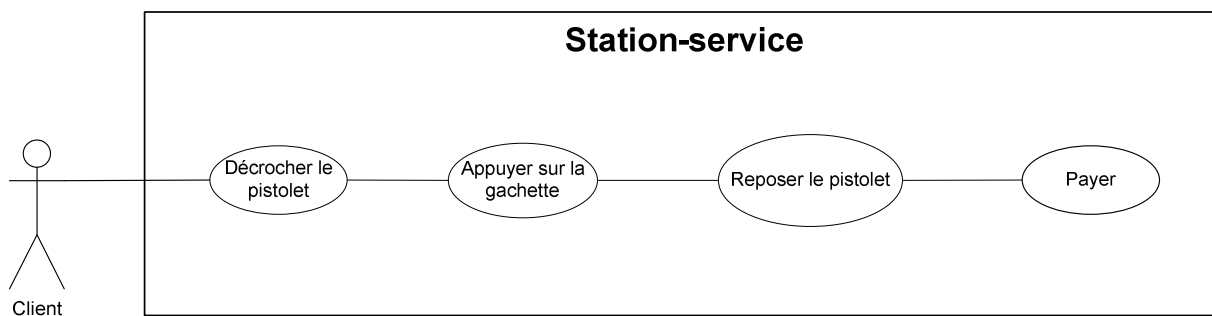 Station-service
Décrocher le
pistolet
Appuyer sur la
gachette
Reposer le pistolet
Payer
Client